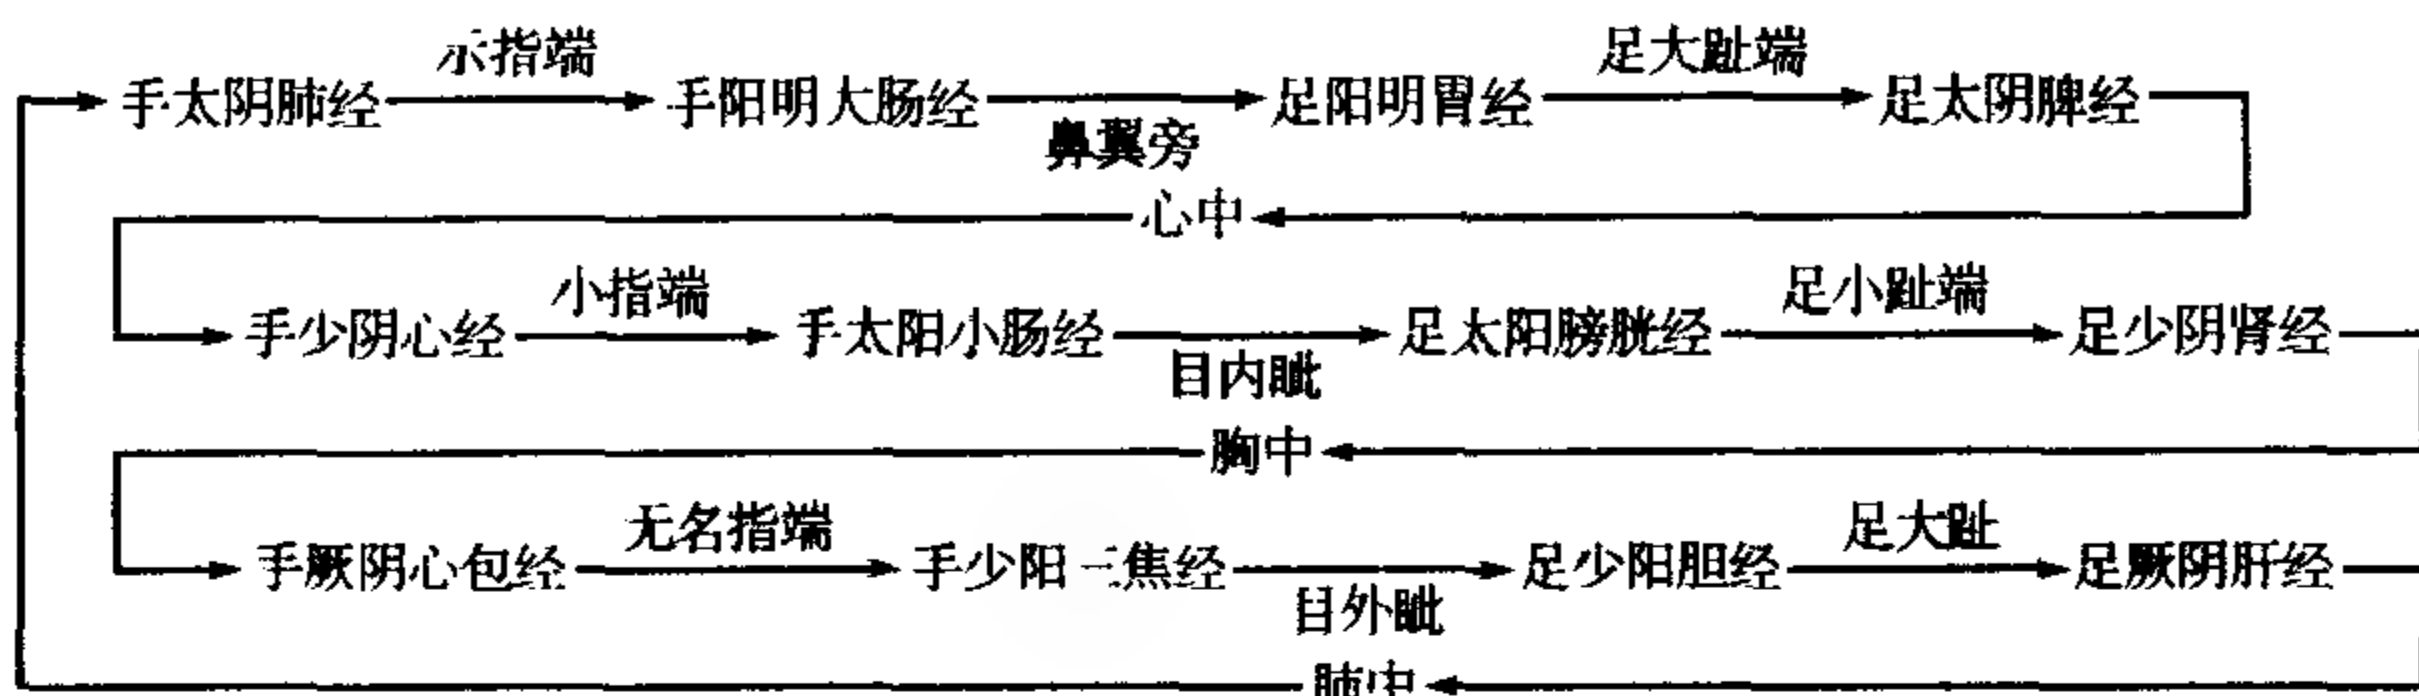 示指端 足大趾端
手太阴肺经 手阳明大肠经 足阳明胃经 足太阴脾经
鼻翼旁
心中
小指端 足小趾端
手少阴心经 手太阳小肠经 足太阳膀胱经 足少阴肾经
目内眦
胸中
无名指端 足大趾
手厥阴心包经 手少阳三焦经 足少阳胆经 足厥阴肝经
目外眦
肺中